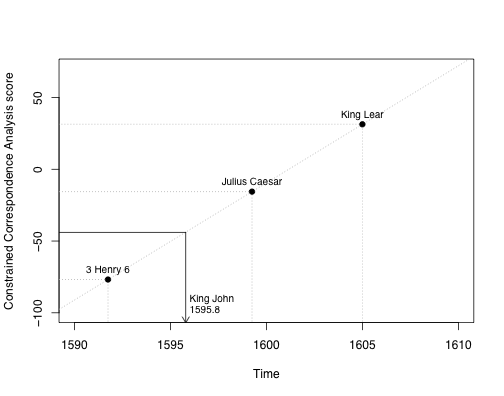 Constrained Correspondence Analysis score
50
0
−50
−100
King Lear
Julius Caesar
3 Henry 6
King John
1595.8
1590
1595
1600
1605
1610
Time